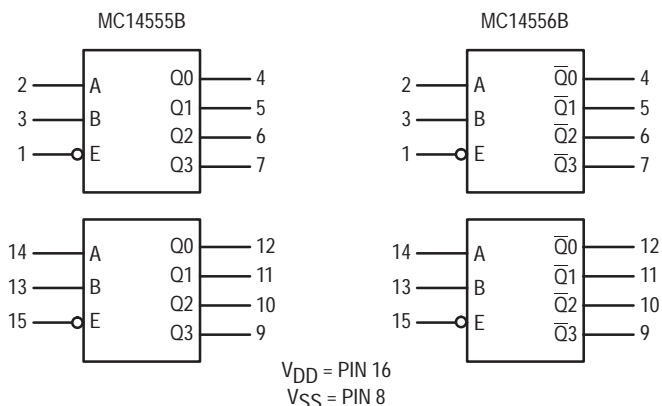 MC14555B MC14556B
2 A Q0 4 2 A Q̅0 4
3 B Q1 5 3 B Q̅1 5
1 E Q2 6 1 E Q̅2 6
Q3 7 Q̅3 7
14 A Q0 12 14 A Q̅0 12
13 B Q1 11 13 B Q̅1 11
15 E Q2 10 15 E Q̅2 10
Q3 9 Q̅3 9
VDD = PIN 16
VSS = PIN 8